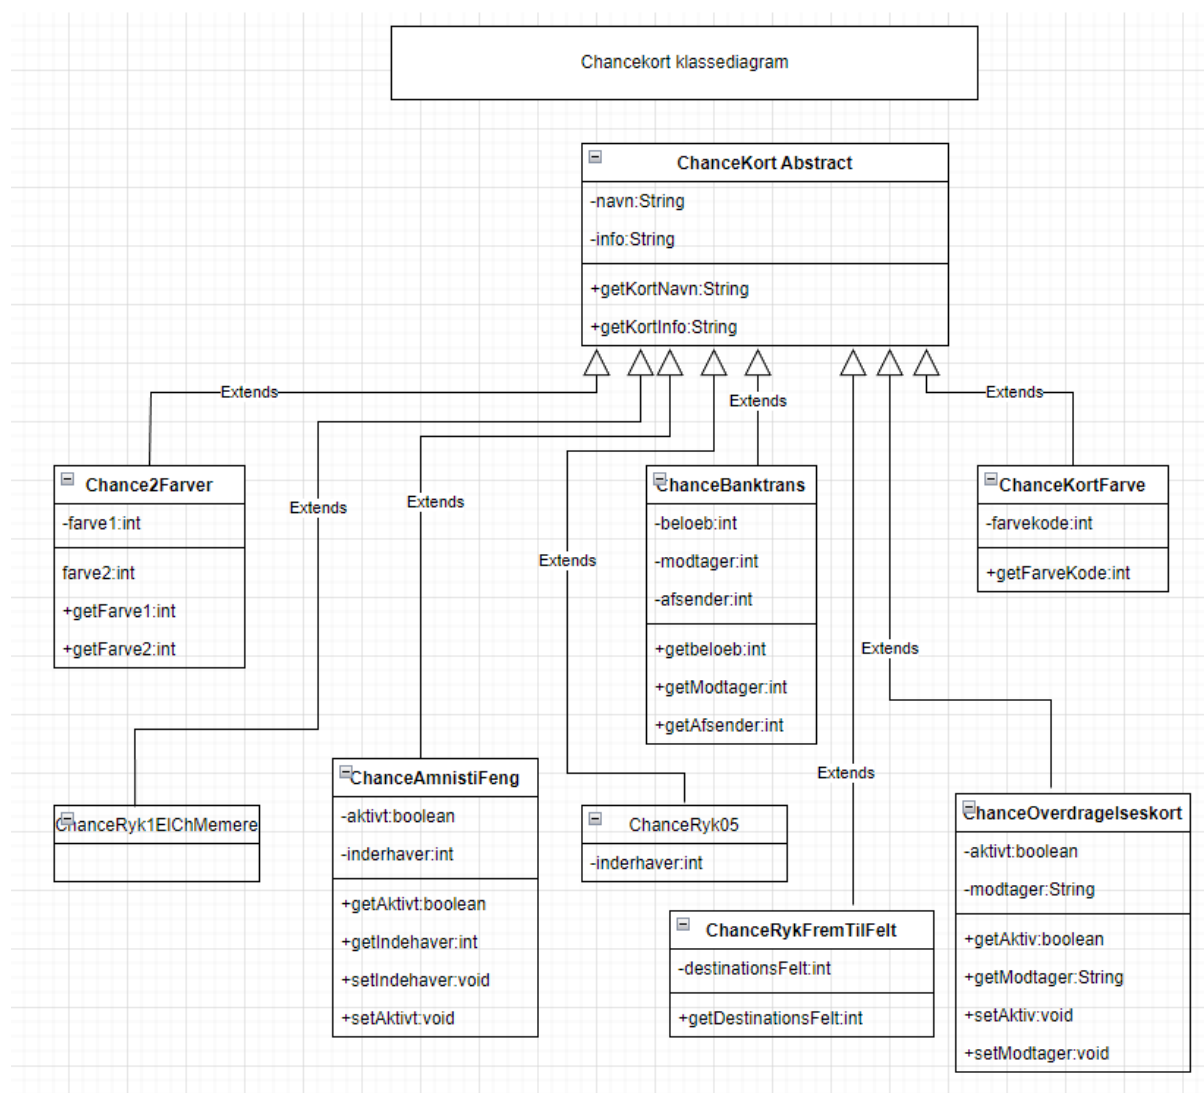 Chancekort klassediagram
ChanceKort Abstract
-navn:String
-info:String
+getKortNavn:String
+getKortInfo:String
Extends
Extends
Extends
Extends
Extends
Extends
Extends
Extends
Chance2Farver
-farve1:int
farve2:int
+getFarve1:int
+getFarve2:int
ChanceBanktrans
-beloeb:int
-modtager:int
-afsender:int
+getbeloeb:int
+getModtager:int
+getAfsender:int
ChanceKortFarve
-farvekode:int
+getFarveKode:int
ChanceRyk1ElChMemere
ChanceAmnistiFeng
-aktivt:boolean
-inderhaver:int
+getAktivt:boolean
+getIndehaver:int
+setIndehaver:void
+setAktivt:void
ChanceRyk05
-inderhaver:int
ChanceRykFremTilFelt
-destinationsFelt:int
+getDestinationsFelt:int
ChanceOverdragelseskort
-aktivt:boolean
-modtager:String
+getAktiv:boolean
+getModtager:String
+setAktiv:void
+setModtager:void